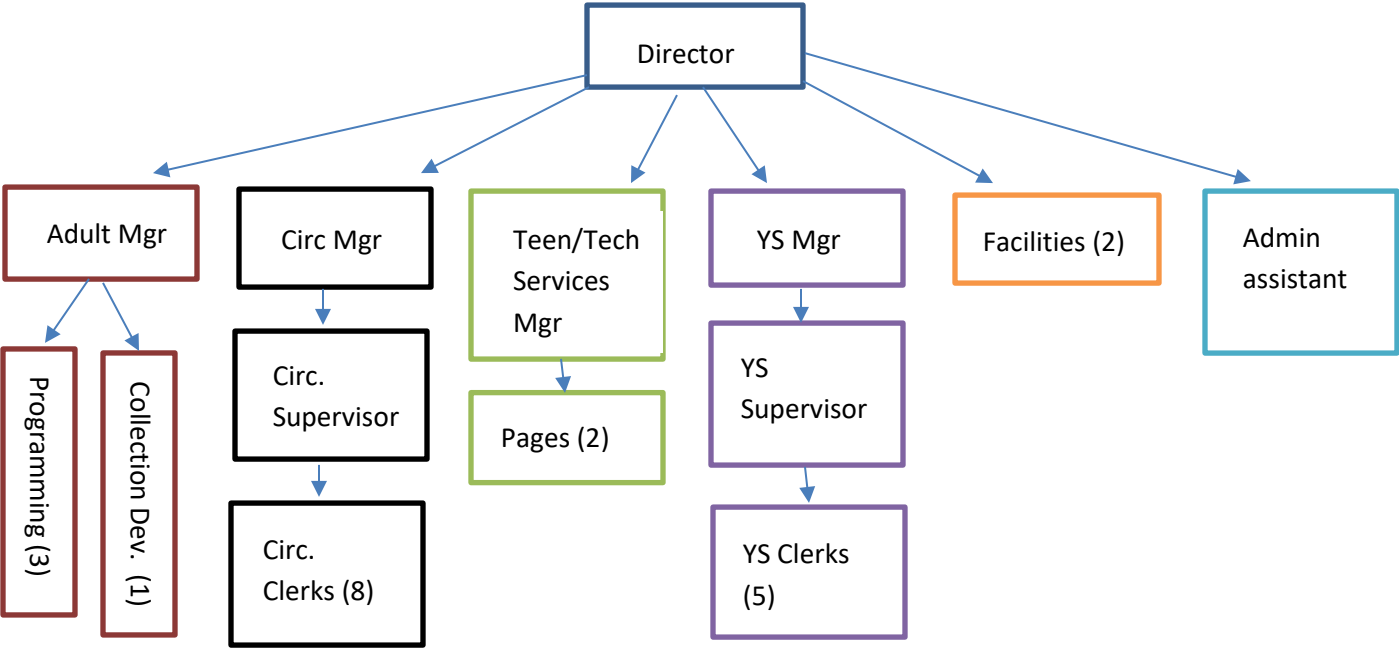 Director
Adult Mgr
Circ Mgr
Teen/Tech
Services
Mgr
YS Mgr
Facilities (2)
Admin
assistant
Programming (3)
Collection Dev. (1)
Circ.
Supervisor
Pages (2)
YS
Supervisor
Circ.
Clerks (8)
YS Clerks
(5)